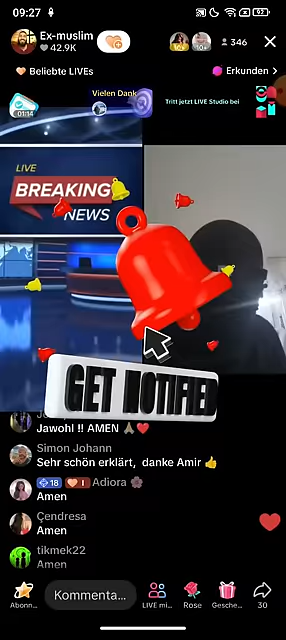 09:27
92
Ex-muslim
42.9K
10+
346
Beliebte LIVEs
Erkunden >
01:14
Vielen Dank
Tritt jetzt LIVE Studio bei
LIVE
BREAKING
NEWS
GET NOTIFIED
Jawohl !! AMEN 🙏🏽❤️
Simon Johann
Sehr schön erklärt, danke Amir 👍
18 I Adiora
Amen
Çendresa
Amen
tikmek22
Amen
Abonn...
Kommenta...
LIVE mi...
Rose
Gesche...
30